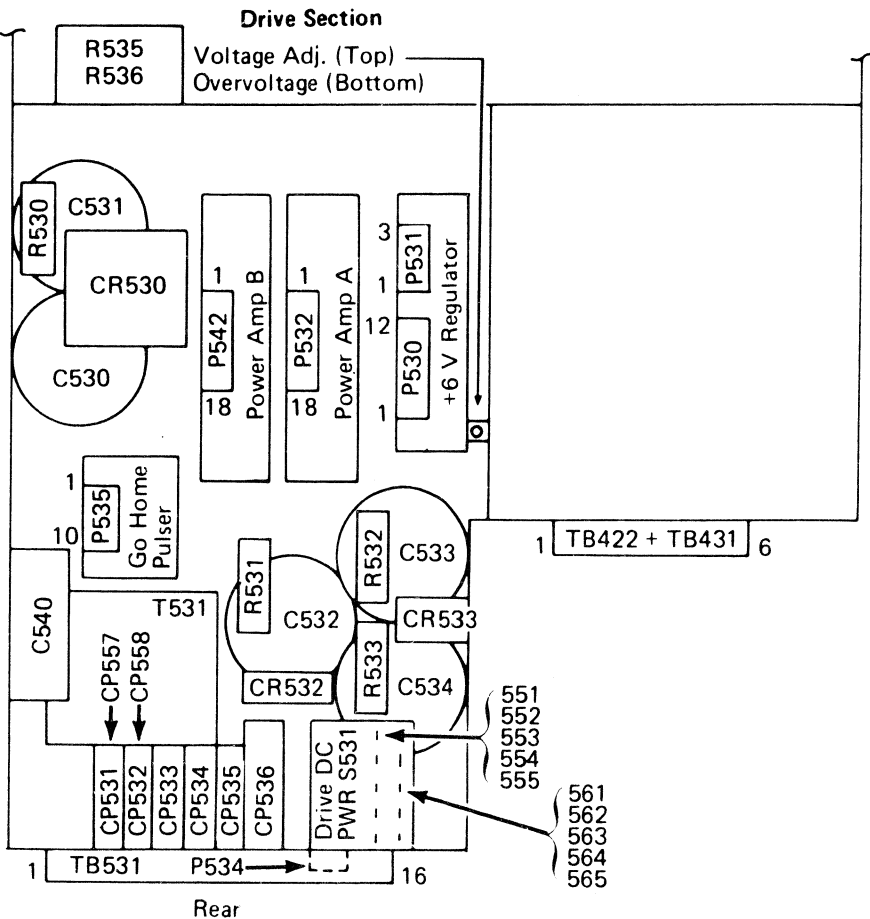 Drive Section
R535
R536
Voltage Adj. (Top)
Overvoltage (Bottom)
R530
C531
CR530
C530
1
P542
18
Power Amp B
1
P532
18
Power Amp A
3
P531
1
12
P530
1
+6 V Regulator
1
P535
10
Go Home
Pulser
R531
C532
R532
C533
CR533
R533
C534
CR532
1
TB422 + TB431
6
C540
T531
CP557
CP558
CP531
CP532
CP533
CP534
CP535
CP536
Drive DC
PWR S531
551
552
553
554
555
561
562
563
564
565
1
TB531
P534
16
Rear